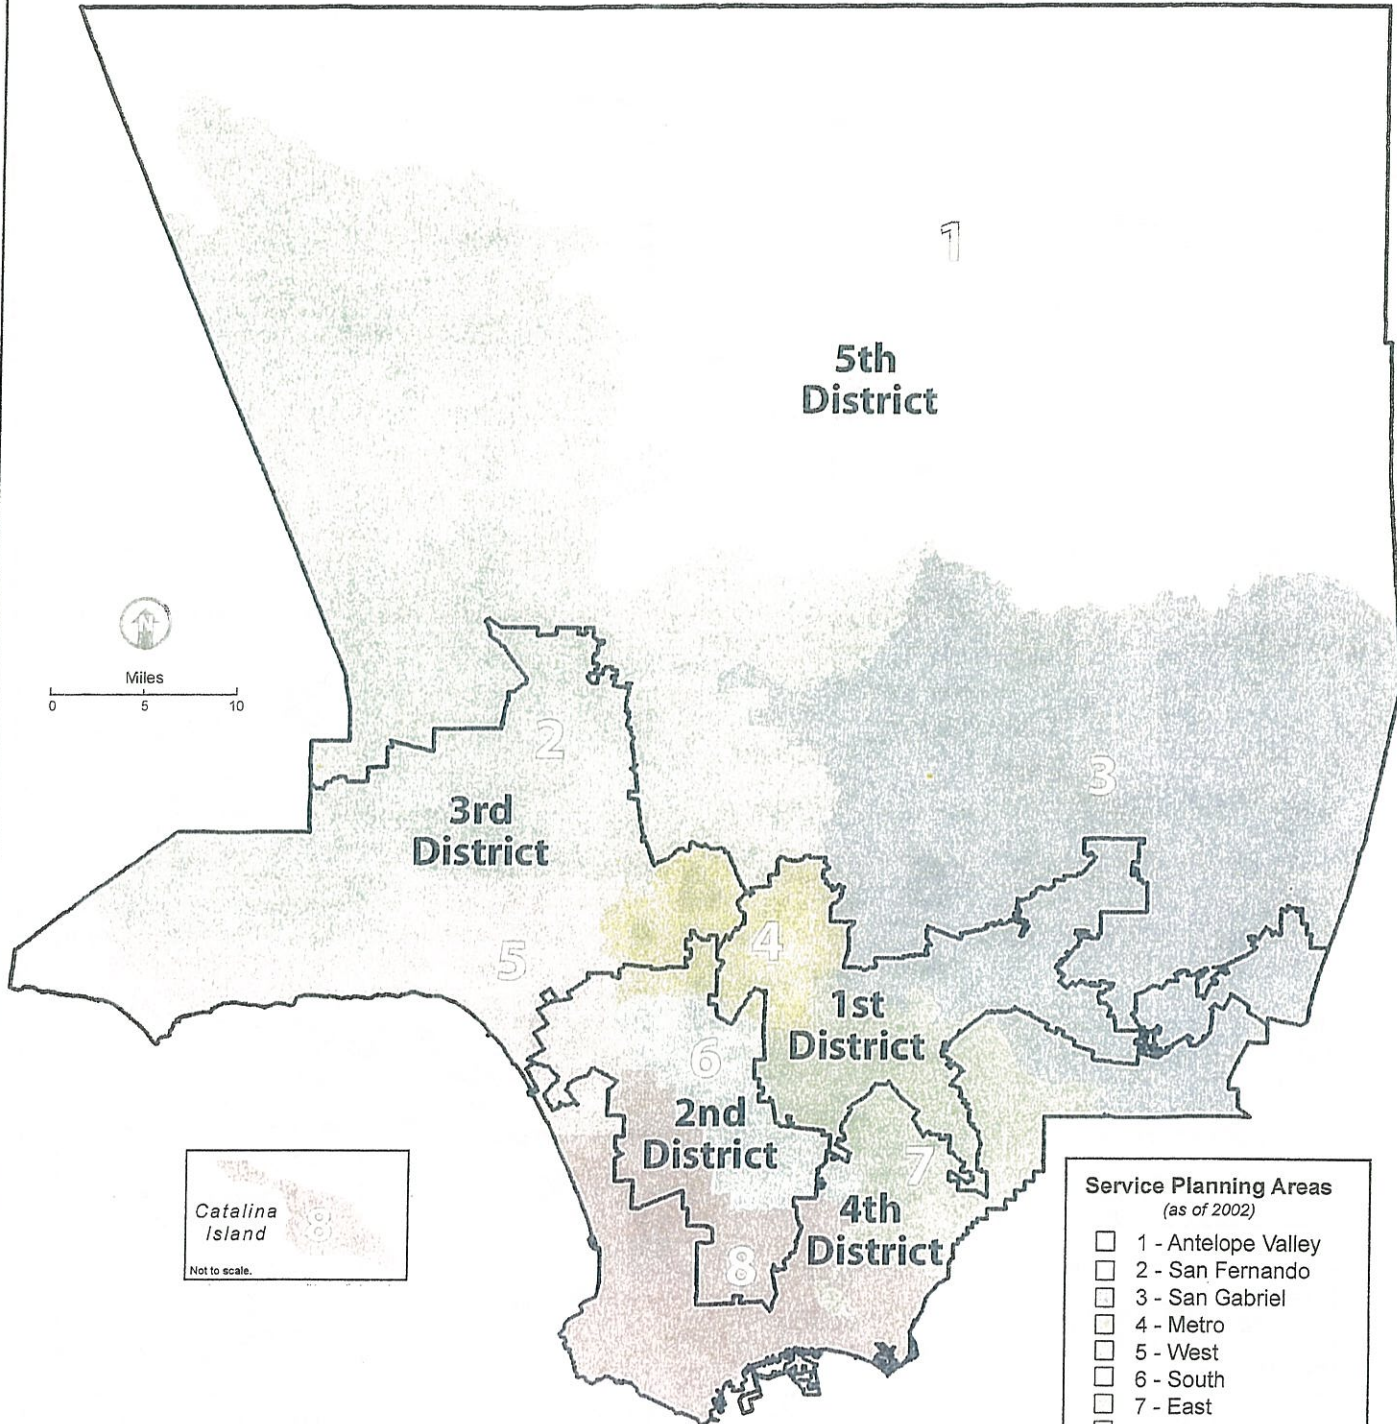 1
5th
District
N
Miles
0 5 10
2
3
3rd
District
4
5
1st
District
6
2nd
District
7
4th
District
8
Catalina
Island
8
Not to scale.
Service Planning Areas
(as of 2002)
1 - Antelope Valley
2 - San Fernando
3 - San Gabriel
4 - Metro
5 - West
6 - South
7 - East